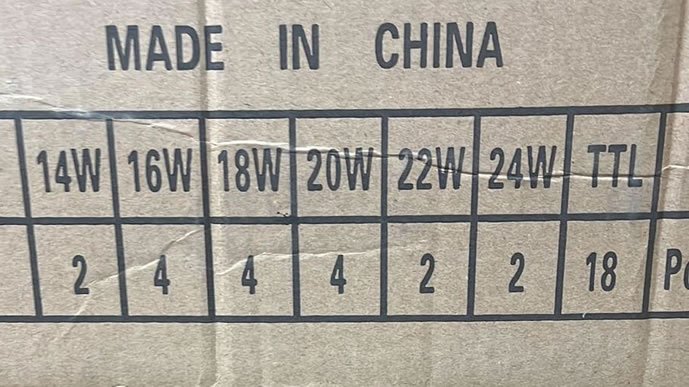 MADE IN CHINA
14W 16W 18W 20W 22W 24W TTL
2 4 4 4 2 2 18